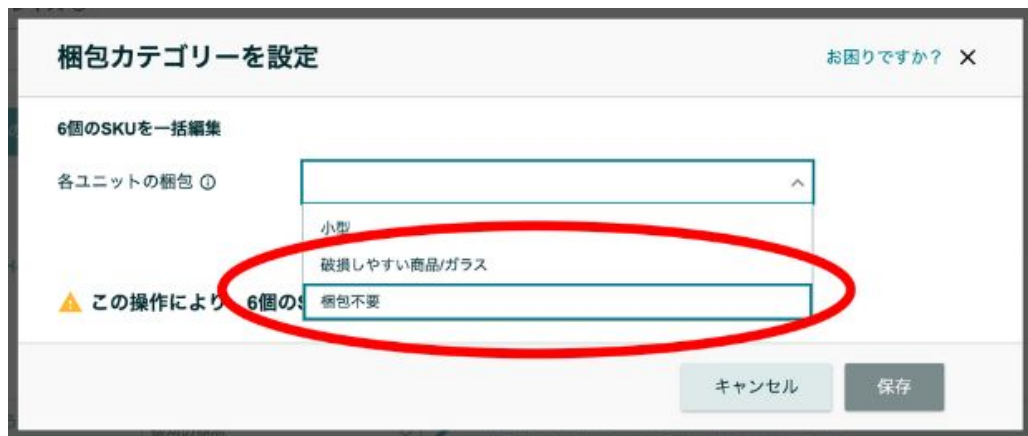 梱包カテゴリーを設定
お困りですか? ×
6個のSKUを一括編集
各ユニットの梱包
小型
破損しやすい商品/ガラス
梱包不要
この操作により 6個の
キャンセル
保存